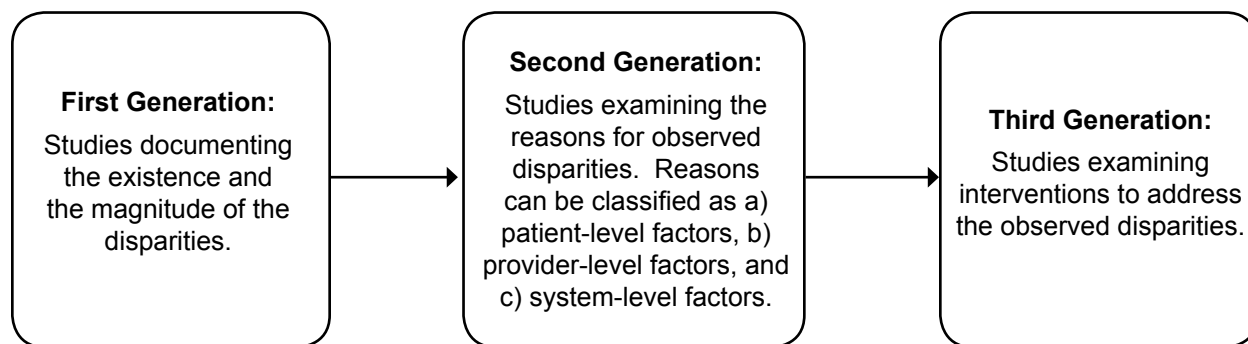 First Generation:
Studies documenting
the existence and
the magnitude of the
disparities.
Second Generation:
Studies examining the
reasons for observed
disparities.  Reasons
can be classified as a)
patient-level factors, b)
provider-level factors, and
c) system-level factors.
Third Generation:
Studies examining
interventions to address
the observed disparities.